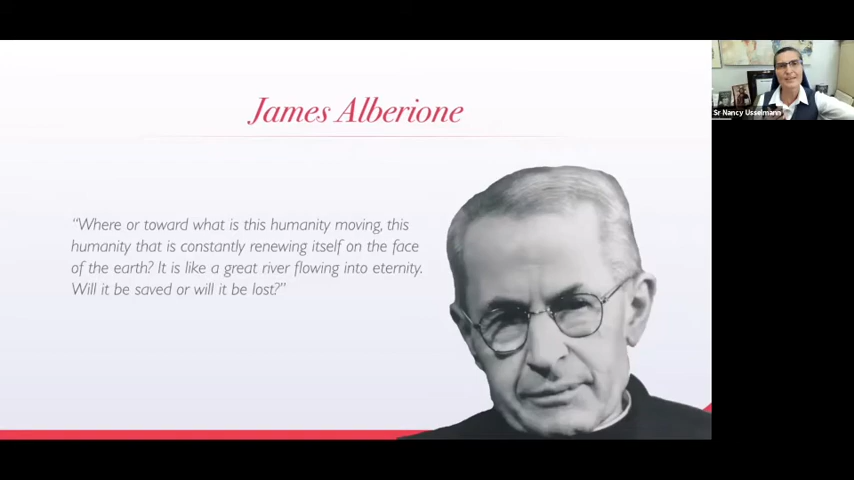 James Alberione
“Where or toward what is this humanity moving, this
humanity that is constantly renewing itself on the face
of the earth? It is like a great river flowing into eternity.
Will it be saved or will it be lost?”
Sr Nancy Usselmann